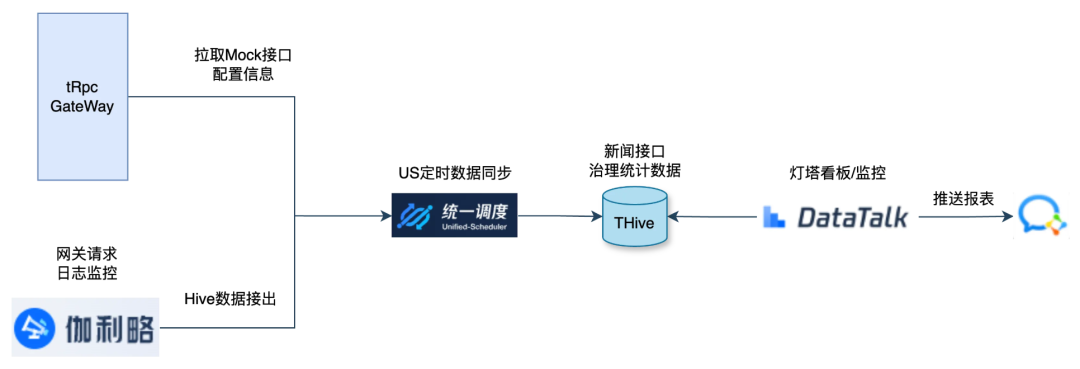 tRpc
GateWay
拉取Mock接口
配置信息
网关请求
日志监控
伽利略
Hive数据接出
US定时数据同步
统一调度
Unified-Scheduler
新闻接口
治理统计数据
THive
灯塔看板/监控
DataTalk
推送报表